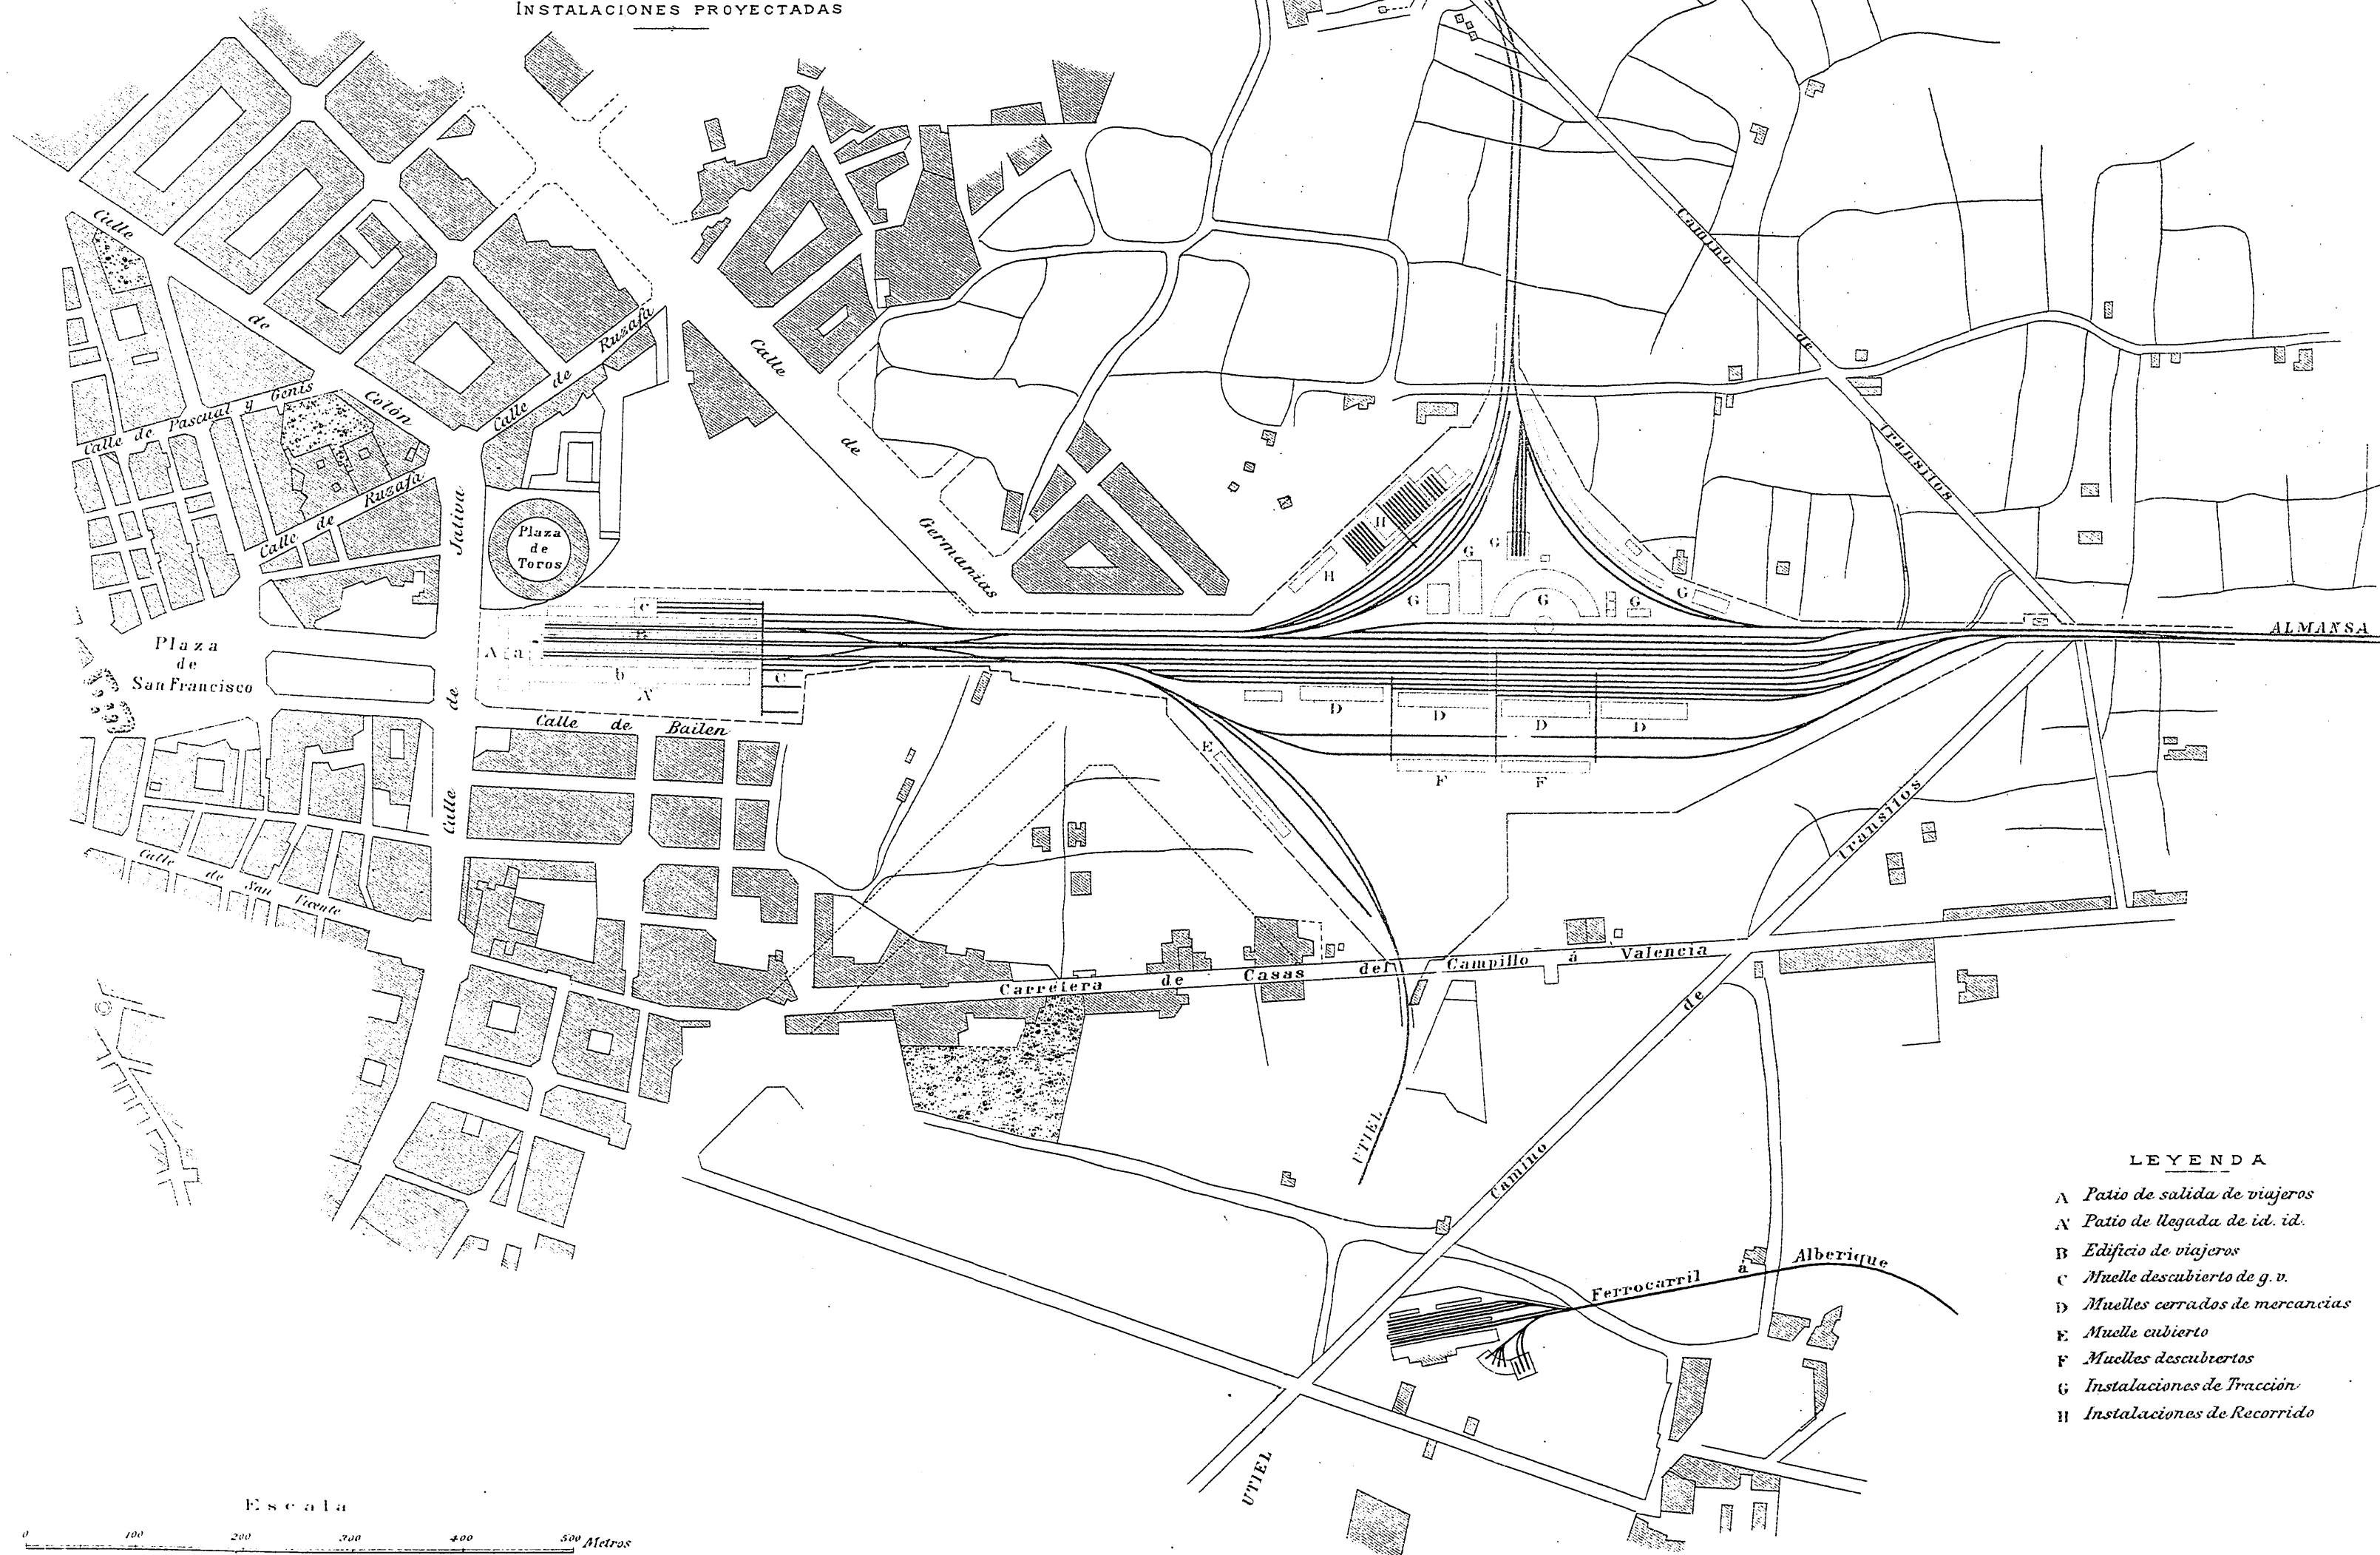 INSTALACIONES PROYECTADAS
Calle
de
Colón
Calle de Pascual y Genis
Calle de Ruzafa
Calle de Ruzafa
Calle
de
Germanias
Camino
de
Transitos
Calle
de
Jativa
Plaza
de
Toros
Plaza
de
San Francisco
A
a
c
B
b
A'
C
Calle de Bailen
H
H
G
G
G
G
G
G
D
D
D
D
E
F
F
ALMANSA
Calle
de
San
Vicente
Carretera de Casas del Campillo á Valencia
Camino
de
Transitos
UTIEL
UTIEL
Ferrocarril á Alberique
LEYENDA
A Patio de salida de viajeros
A' Patio de llegada de id. id.
B Edificio de viajeros
C Muelle descubierto de g. v.
D Muelles cerrados de mercancias
E Muelle cubierto
F Muelles descubiertos
G Instalaciones de Tracción
H Instalaciones de Recorrido
Escala
0 100 200 300 400 500 Metros